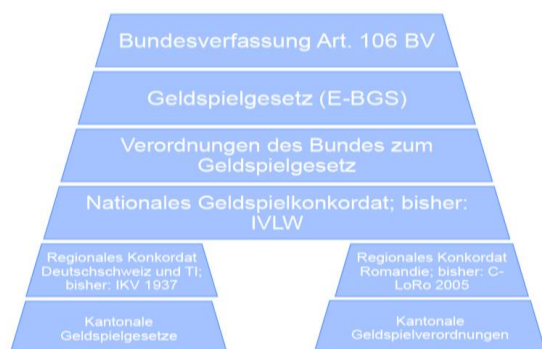 Bundesverfassung Art. 106 BV
Geldspielgesetz (E-BGS)
Verordnungen des Bundes zum
Geldspielgesetz
Nationales Geldspielkonkordat; bisher:
IVLW
Regionales Konkordat
Deutschschweiz und TI;
bisher: IKV 1937
Regionales Konkordat
Romandie; bisher: C-
LoRo 2005
Kantonale
Geldspielgesetze
Kantonale
Geldspielverordnungen